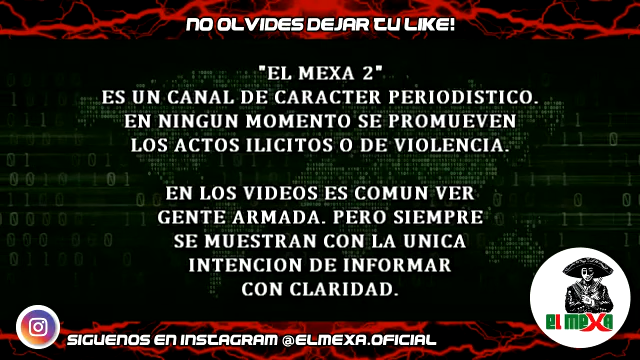 NO OLVIDES DEJAR TU LIKE!
"EL MEXA 2"
ES UN CANAL DE CARACTER PERIODISTICO.
EN NINGUN MOMENTO SE PROMUEVEN
LOS ACTOS ILICITOS O DE VIOLENCIA.
EN LOS VIDEOS ES COMUN VER
GENTE ARMADA. PERO SIEMPRE
SE MUESTRAN CON LA UNICA
INTENCION DE INFORMAR
CON CLARIDAD.
EL MEXA
SIGUENOS EN INSTAGRAM @ELMEXA.OFICIAL